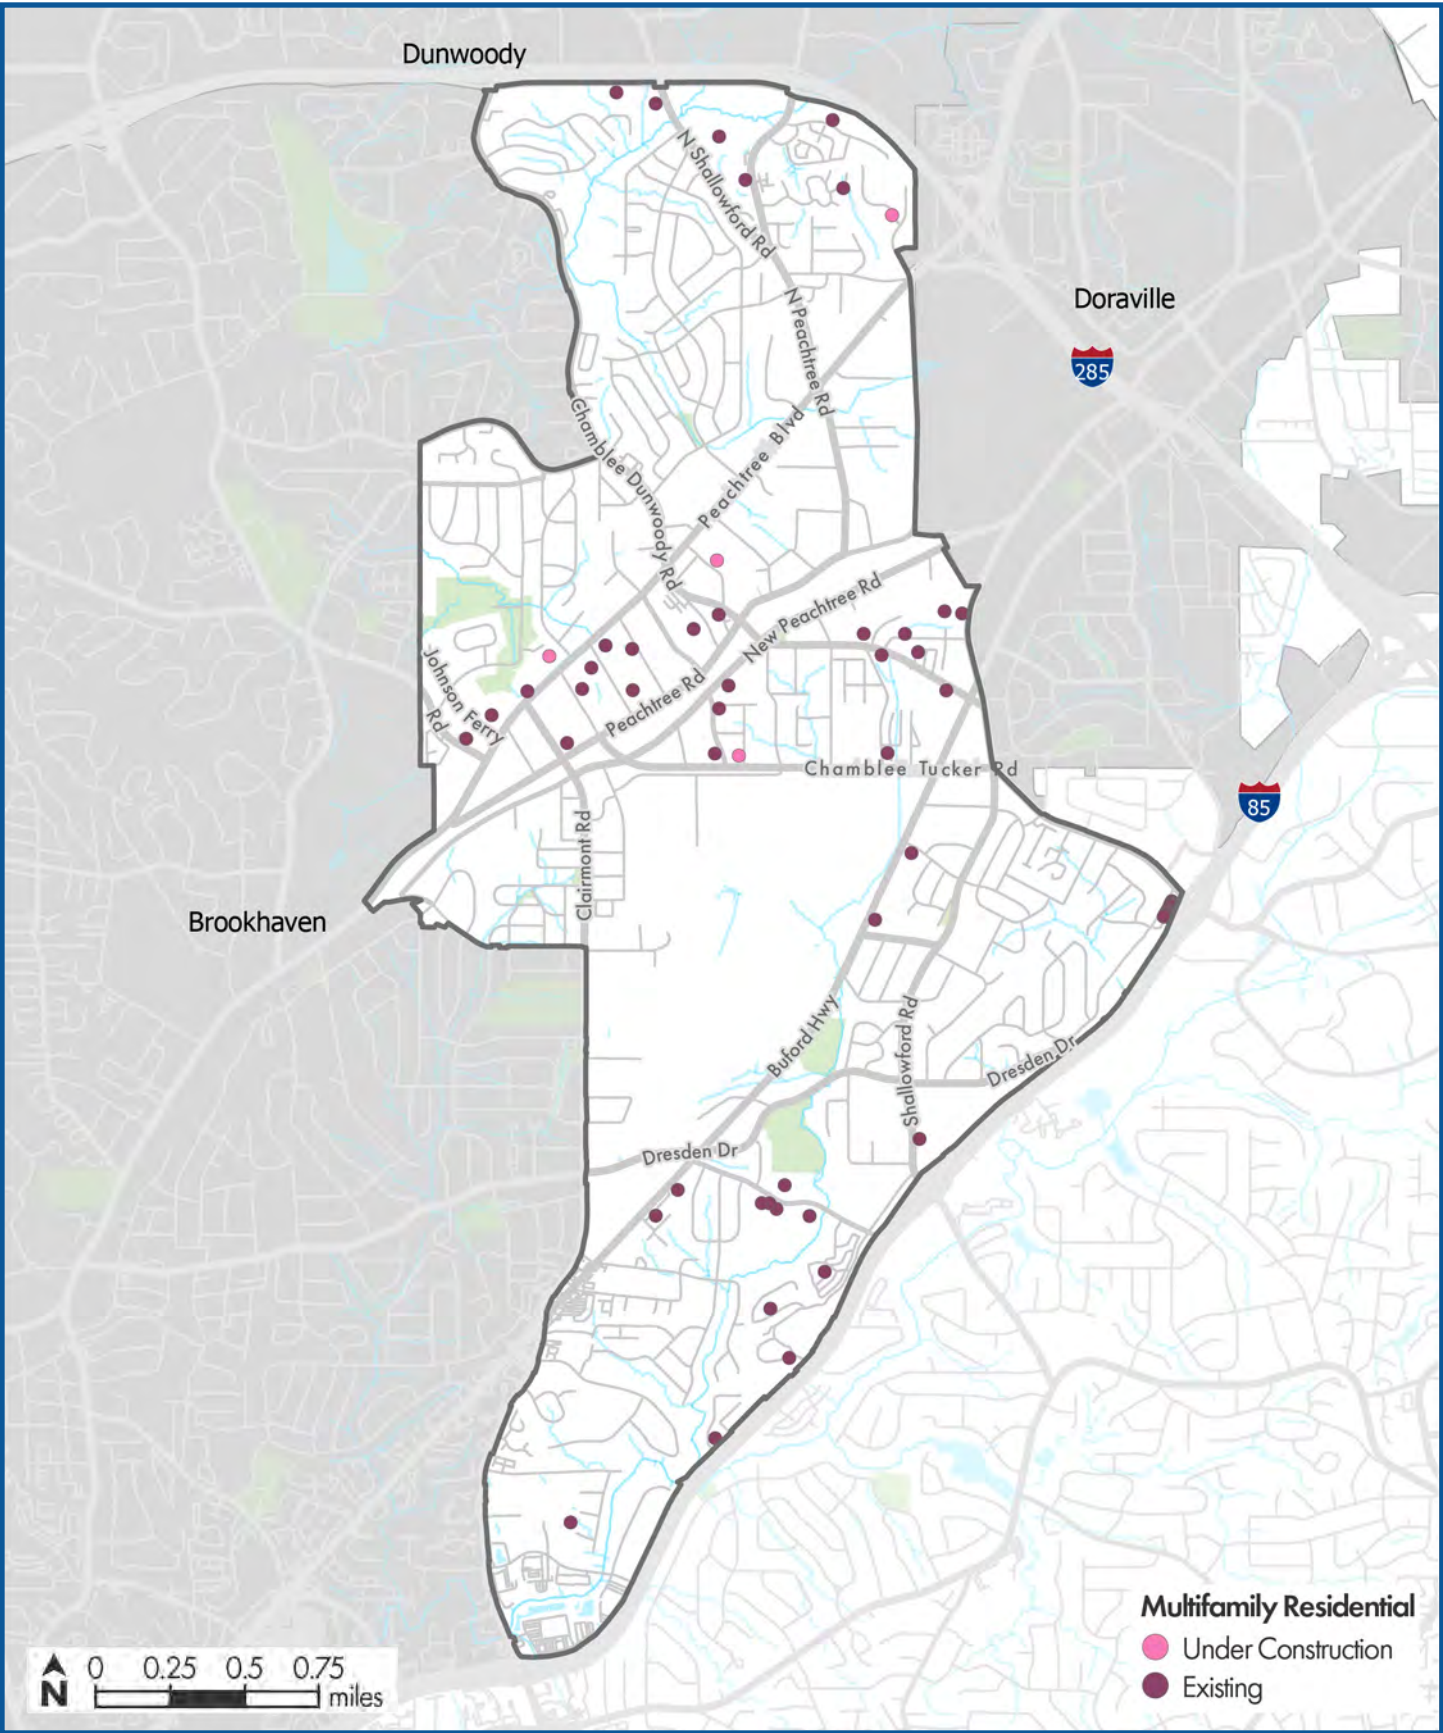 Dunwoody
N Shallowford Rd
Doraville
N Peachtree Rd
285
Chamblee Dunwoody Rd
Peachtree Blvd
New Peachtree Rd
Johnson Ferry
Rd
Peachtree Rd
Chamblee Tucker Rd
85
Clairmont Rd
Brookhaven
Buford Hwy
Shallowford Rd
Dresden Dr
Dresden Dr
Multifamily Residential
Under Construction
Existing
N
0 0.25 0.5 0.75
miles